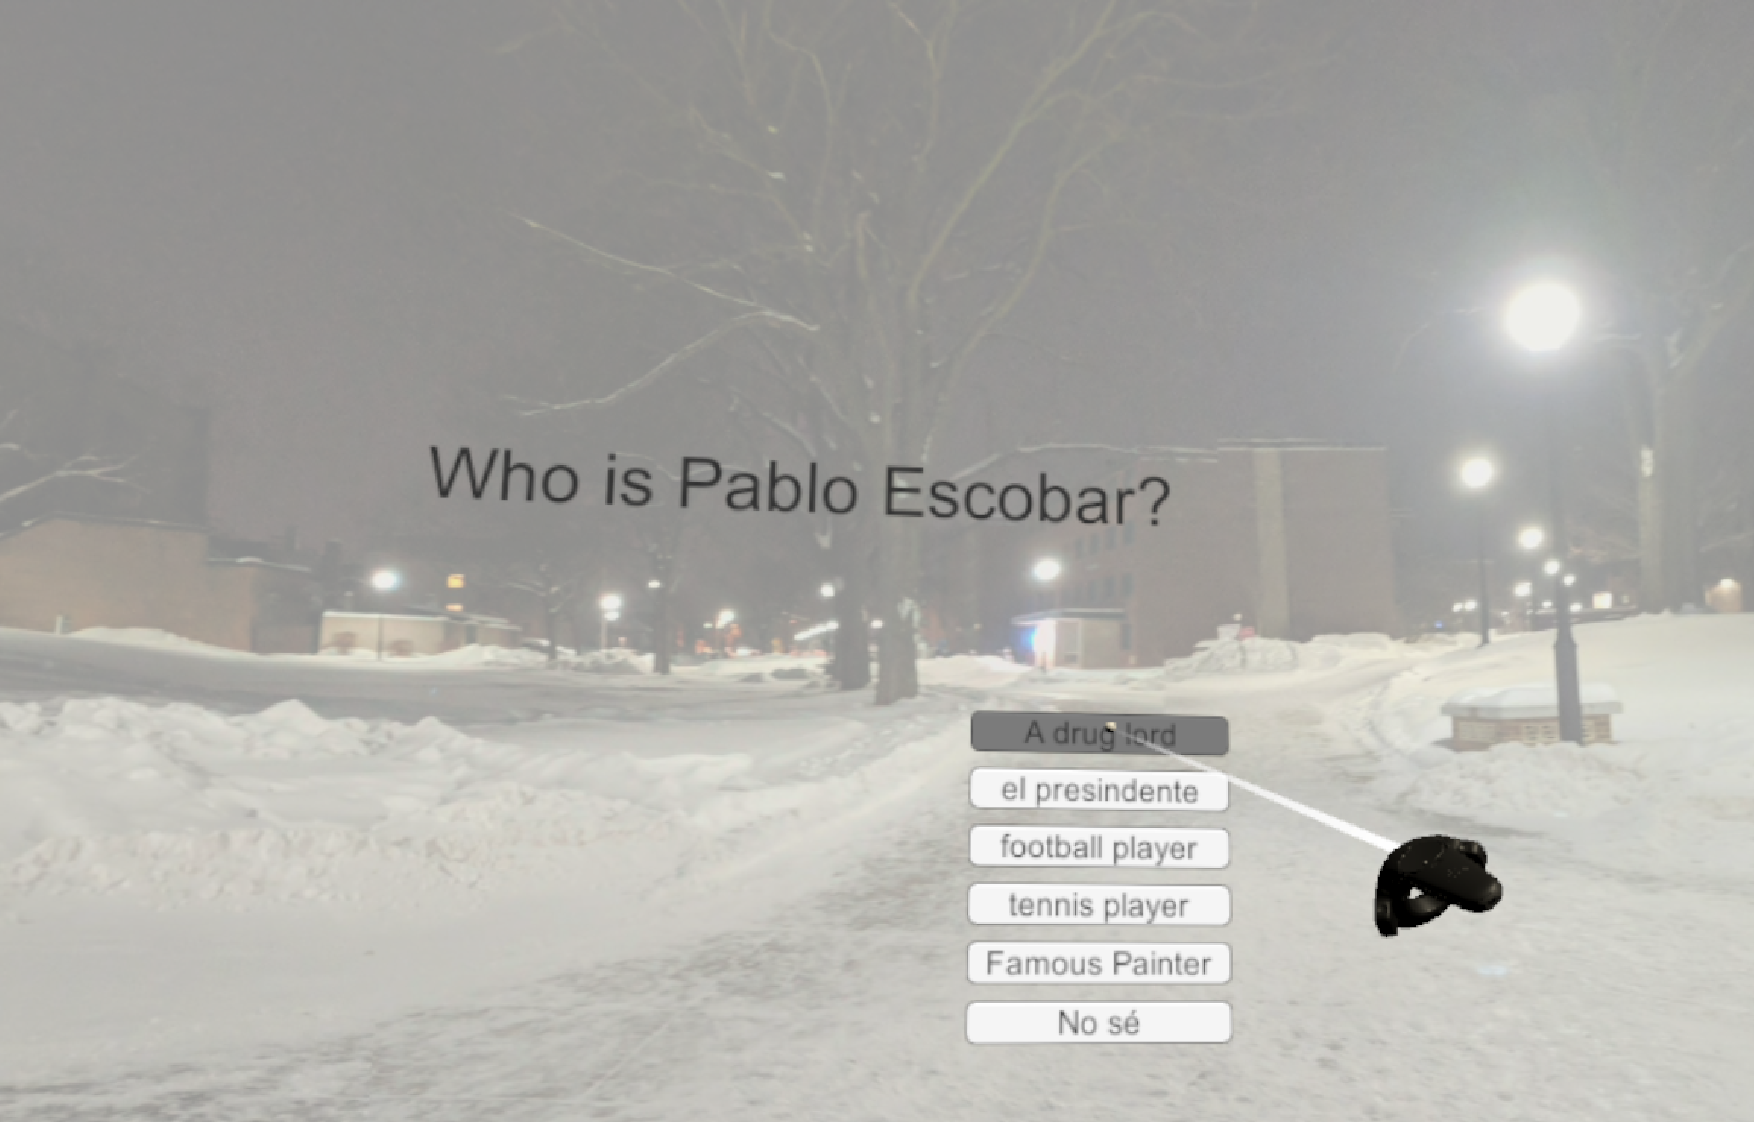 Who is Pablo Escobar?
A drug lord
el presindente
football player
tennis player
Famous Painter
No sé